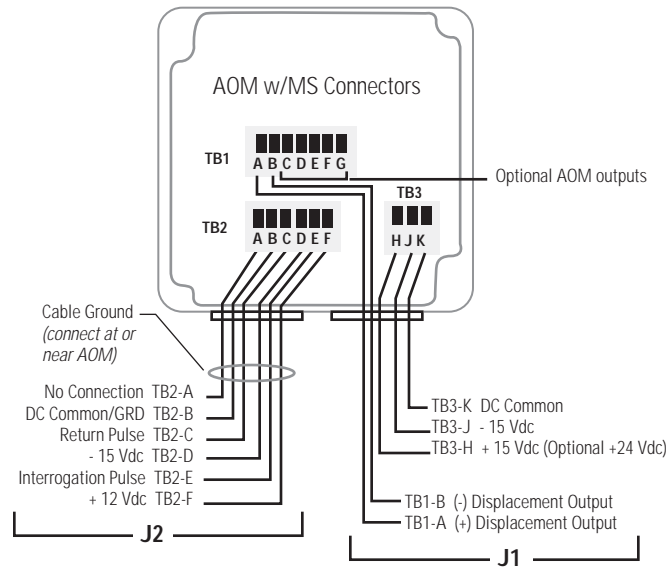 AOM w/MS Connectors
TB1
A B C D E F G
Optional AOM outputs
TB3
H J K
TB2
A B C D E F
Cable Ground
(connect at or
near AOM)
No Connection TB2-A
DC Common/GRD TB2-B
Return Pulse TB2-C
- 15 Vdc TB2-D
Interrogation Pulse TB2-E
+ 12 Vdc TB2-F
J2
TB3-K DC Common
TB3-J - 15 Vdc
TB3-H + 15 Vdc (Optional +24 Vdc)
TB1-B (-) Displacement Output
TB1-A (+) Displacement Output
J1